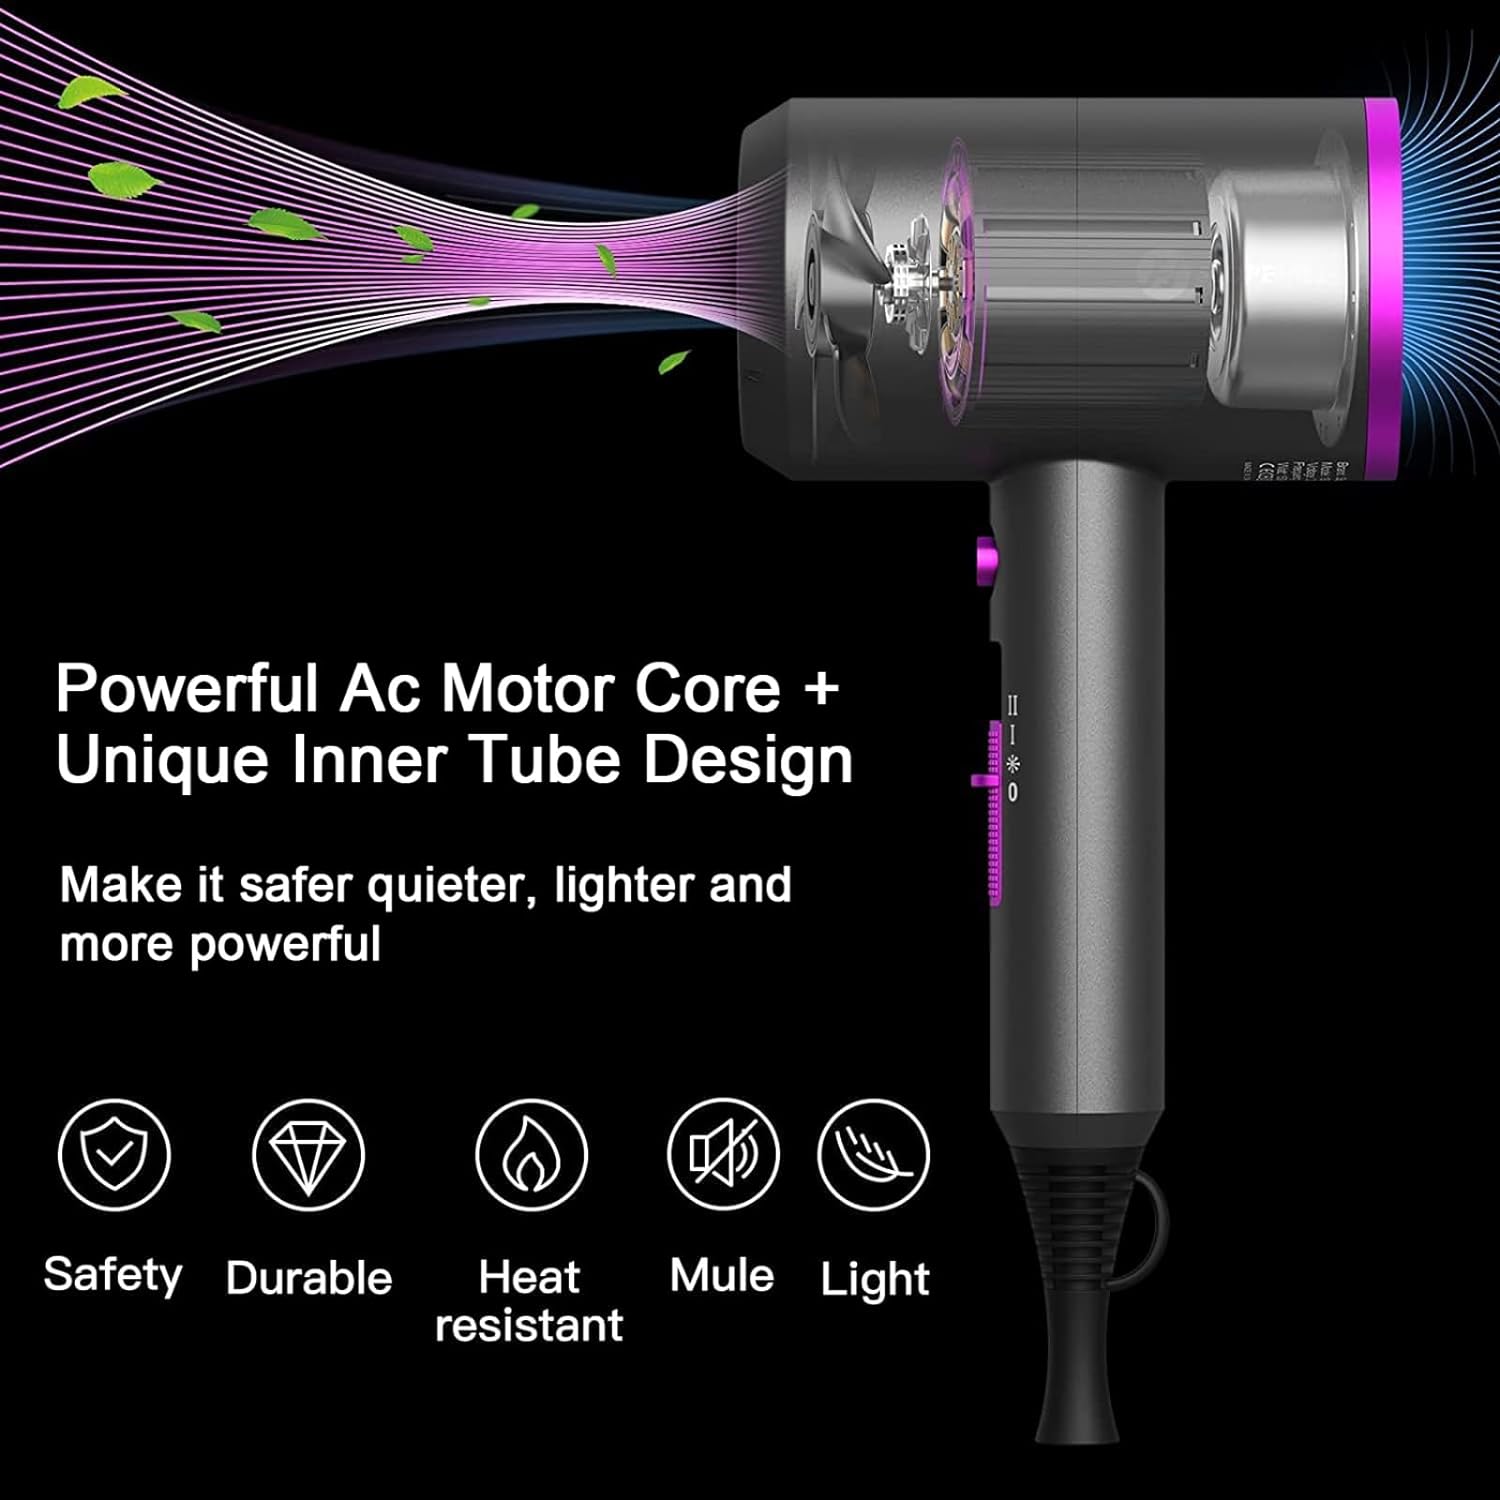 Powerful Ac Motor Core +
Unique Inner Tube Design
Make it safer quieter, lighter and
more powerful
II
I
0
Safety
Durable
Heat
resistant
Mule
Light